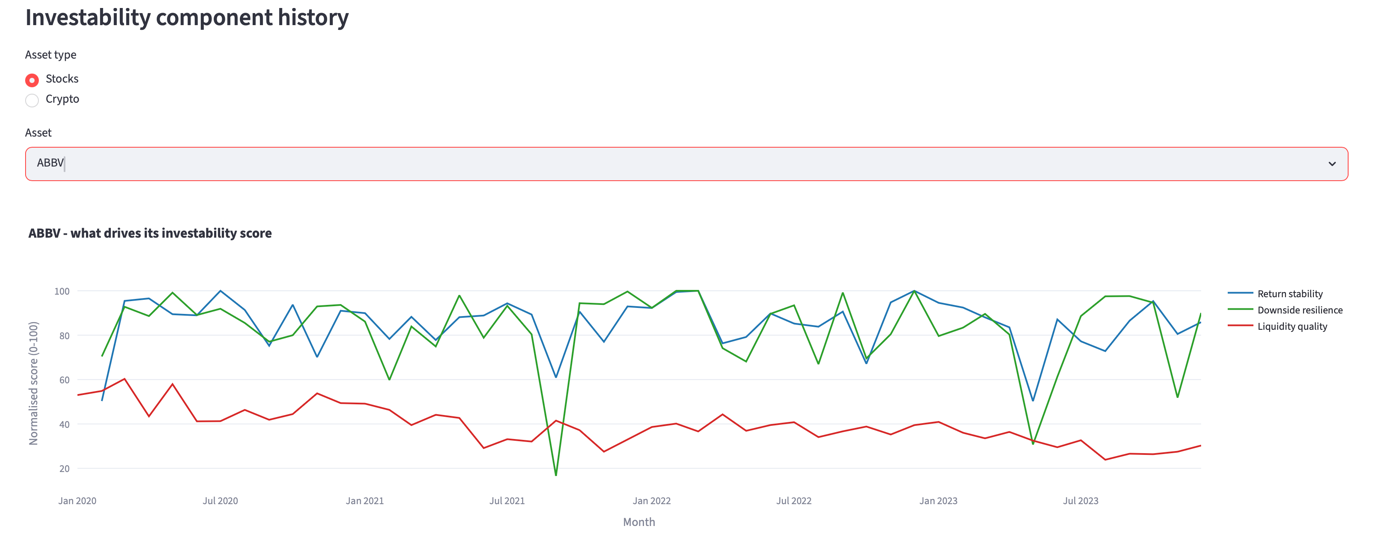 Investability component history
Asset type
Stocks
Crypto
Asset
ABBV
ABBV - what drives its investability score
100
80
60
40
20
Normalised score (0-100)
Jan 2020
Jul 2020
Jan 2021
Jul 2021
Jan 2022
Jul 2022
Jan 2023
Jul 2023
Month
Return stability
Downside resilience
Liquidity quality